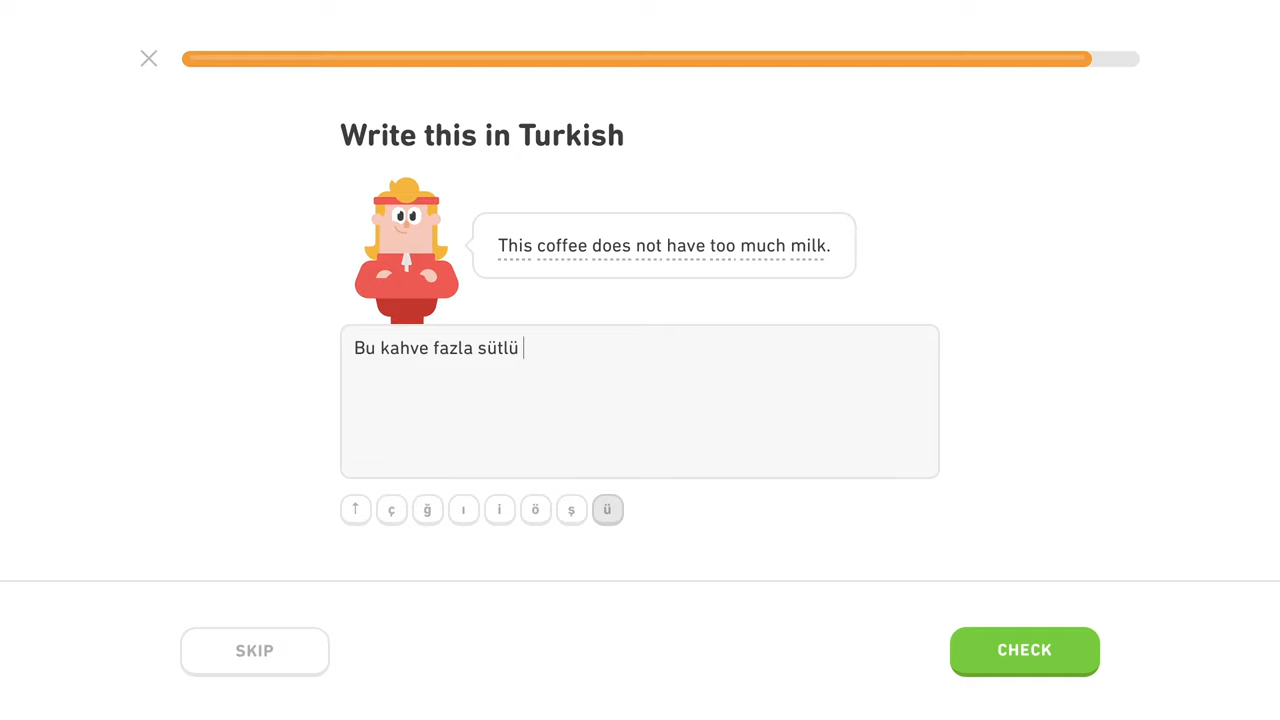 Write this in Turkish
This coffee does not have too much milk.
Bu kahve fazla sütlü
↑ ç ğ ı i ö ş ü
SKIP
CHECK